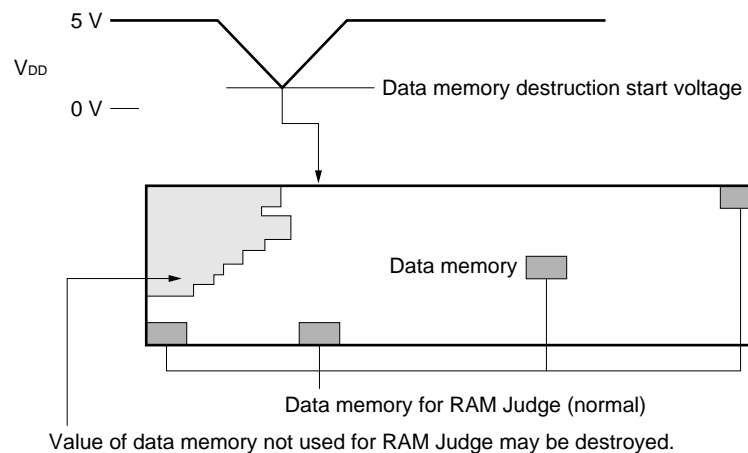 5 V
VDD
Data memory destruction start voltage
0 V
Data memory
Data memory for RAM Judge (normal)
Value of data memory not used for RAM Judge may be destroyed.